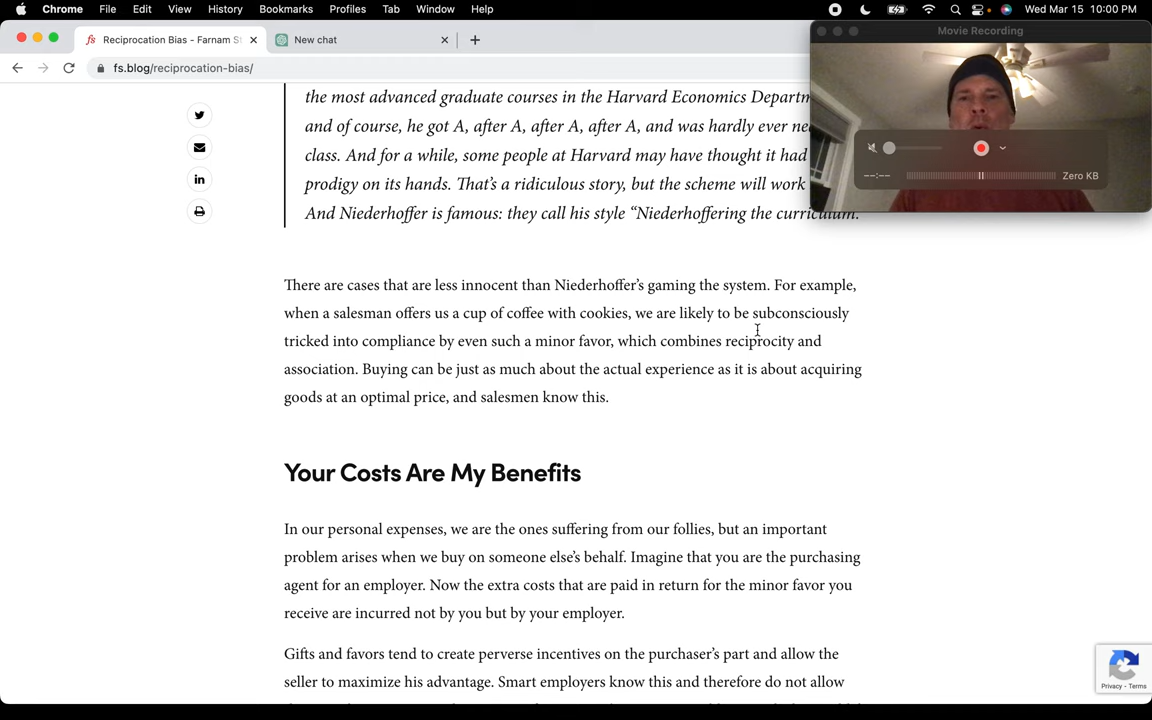 Chrome File Edit View History Bookmarks Profiles Tab Window Help Wed Mar 15 10:00 PM
Reciprocation Bias - Farnam S
New chat
Movie Recording
fs.blog/reciprocation-bias/
the most advanced graduate courses in the Harvard Economics
and of course, he got A, after A, after A, after A, and was hardly ever
class. And for a while, some people at Harvard may have thought it had
prodigy on its hands. That's a ridiculous story, but the scheme will work
And Niederhoffer is famous: they call his style “Niederhoffering the curriculum.
--:-- Zero KB
There are cases that are less innocent than Niederhoffer's gaming the system. For example,
when a salesman offers us a cup of coffee with cookies, we are likely to be subconsciously
tricked into compliance by even such a minor favor, which combines reciprocity and
association. Buying can be just as much about the actual experience as it is about acquiring
goods at an optimal price, and salesmen know this.
Your Costs Are My Benefits
In our personal expenses, we are the ones suffering from our follies, but an important
problem arises when we buy on someone else's behalf. Imagine that you are the purchasing
agent for an employer. Now the extra costs that are paid in return for the minor favor you
receive are incurred not by you but by your employer.
Gifts and favors tend to create perverse incentives on the purchaser's part and allow the
seller to maximize his advantage. Smart employers know this and therefore do not allow
Privacy - Terms